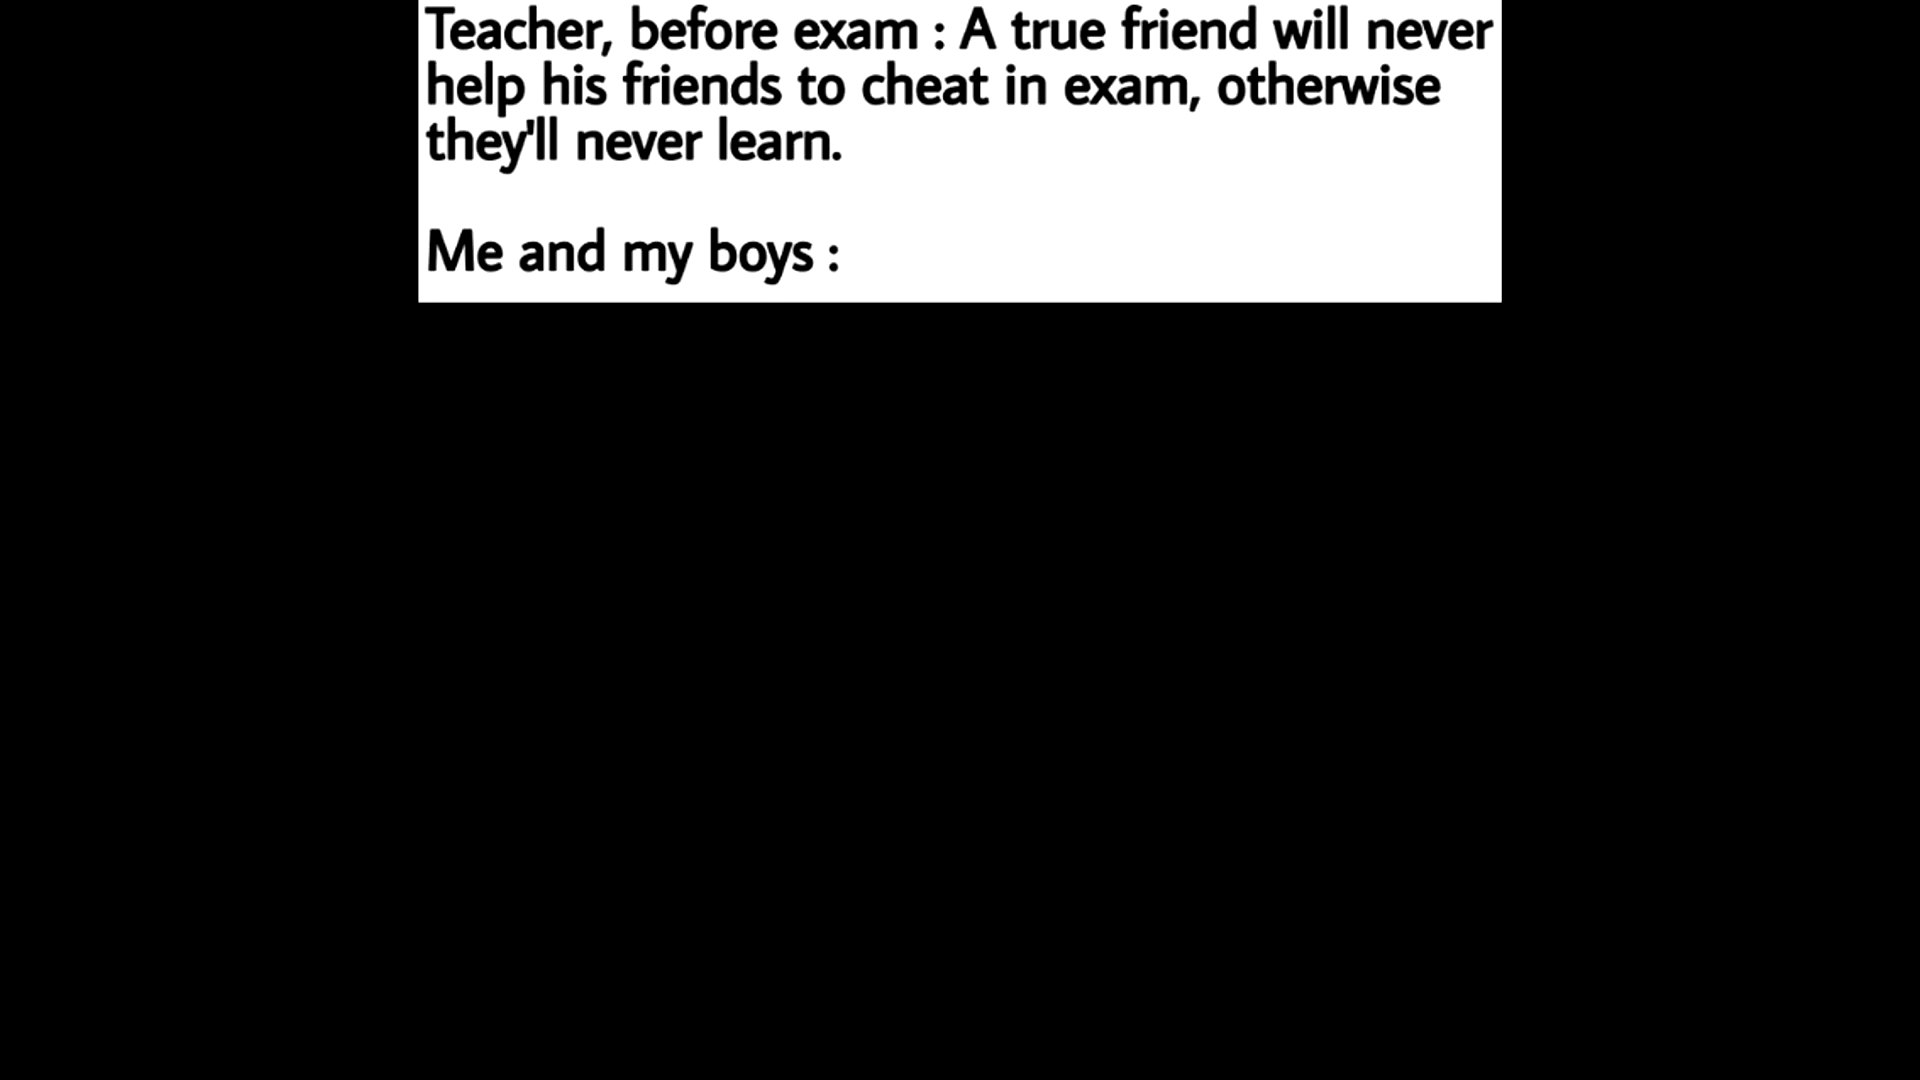 Teacher, before exam : A true friend will never
help his friends to cheat in exam, otherwise
they'll never learn.
Me and my boys :